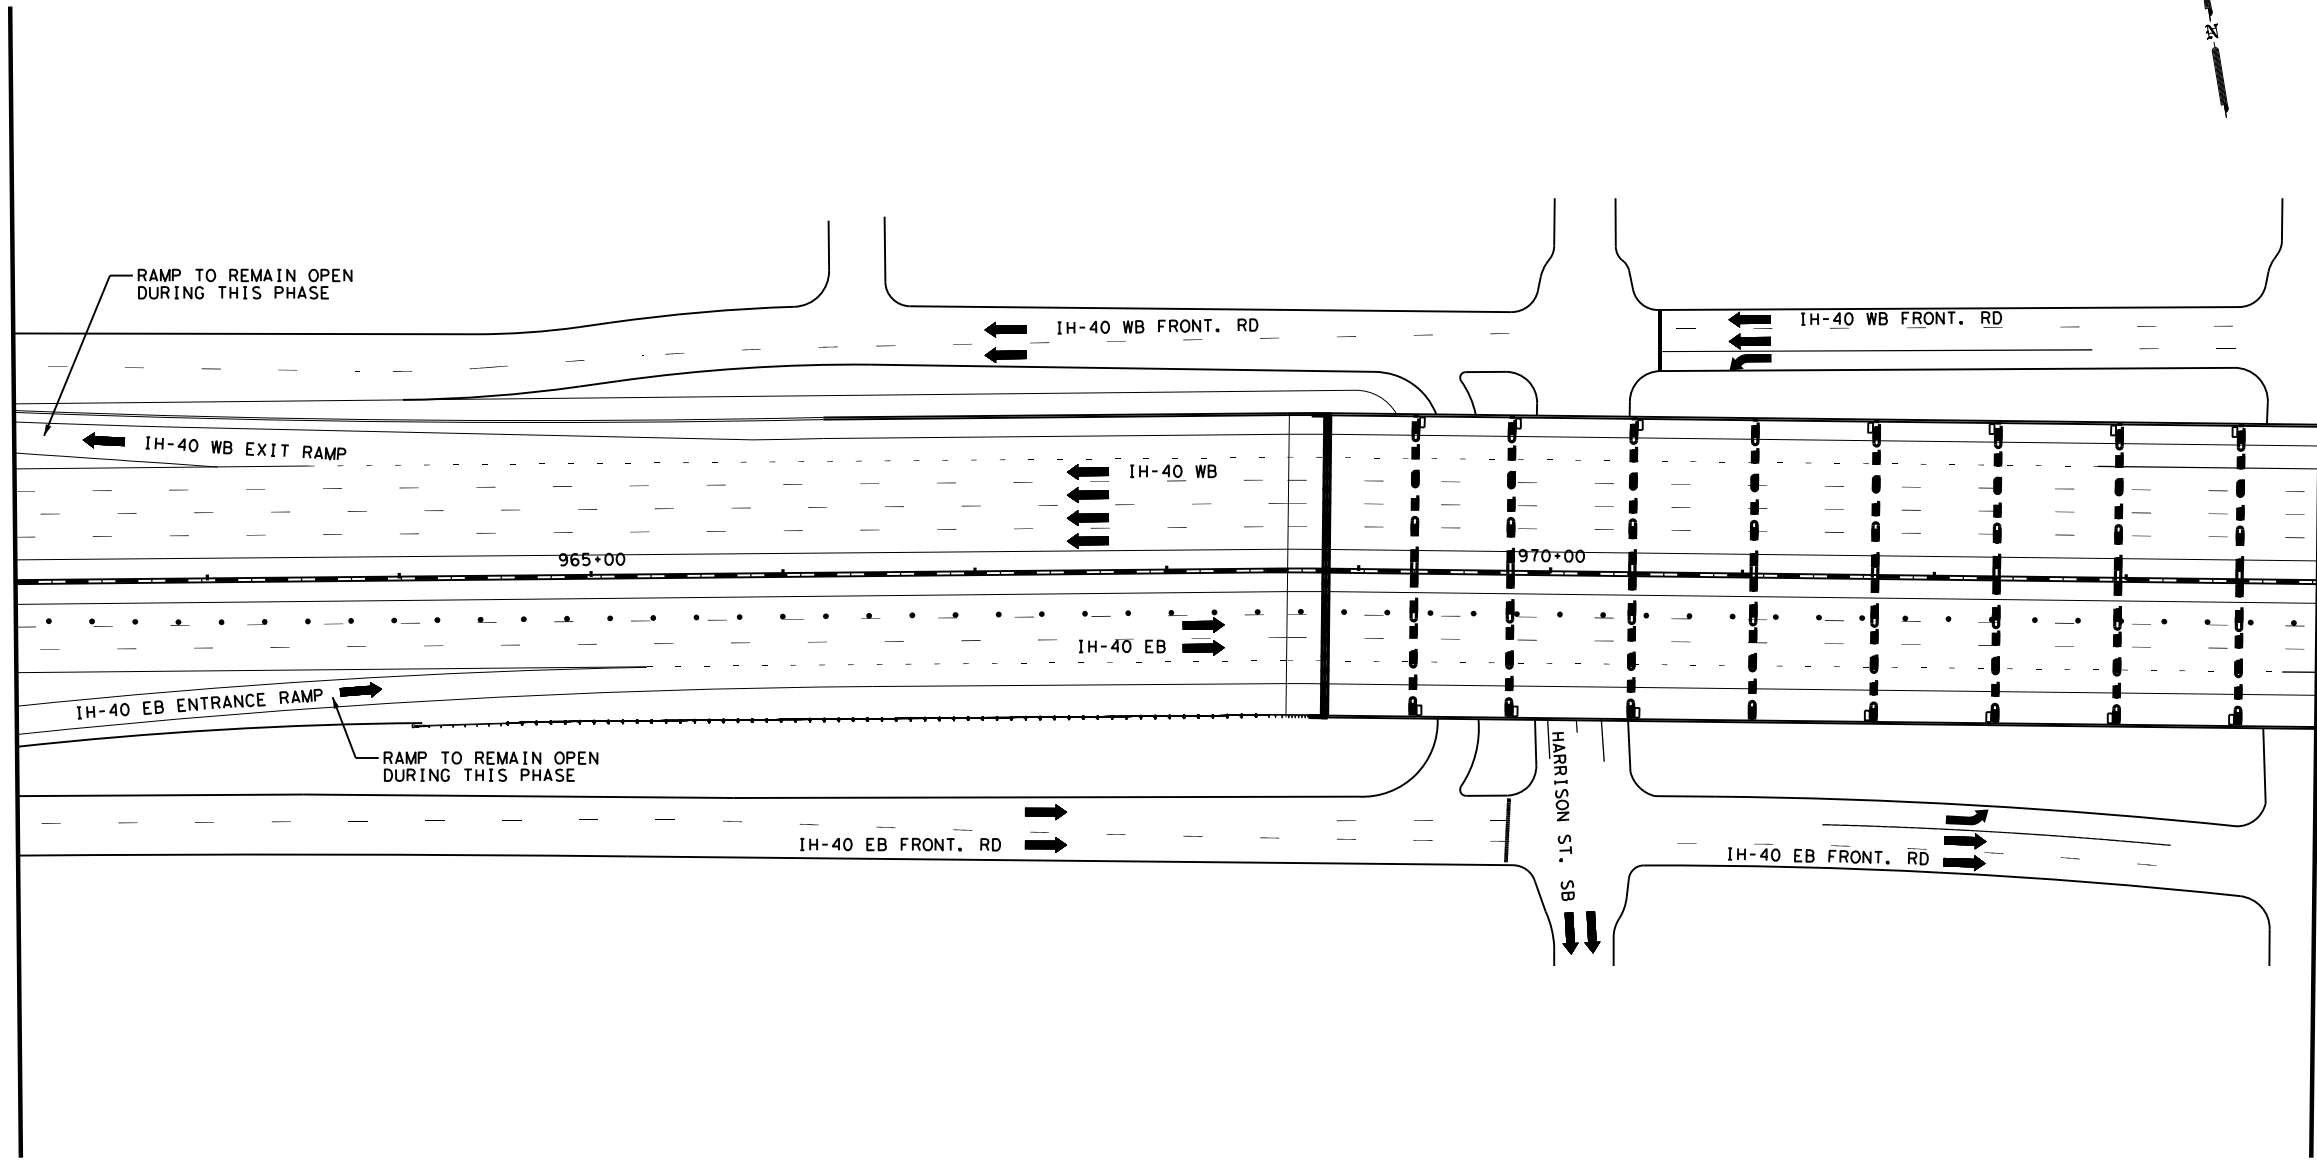 N
RAMP TO REMAIN OPEN
DURING THIS PHASE
IH-40 WB FRONT. RD
IH-40 WB FRONT. RD
IH-40 WB EXIT RAMP
IH-40 WB
965+00
970+00
IH-40 EB
IH-40 EB ENTRANCE RAMP
RAMP TO REMAIN OPEN
DURING THIS PHASE
HARRISON ST. SB
IH-40 EB FRONT. RD
IH-40 EB FRONT. RD